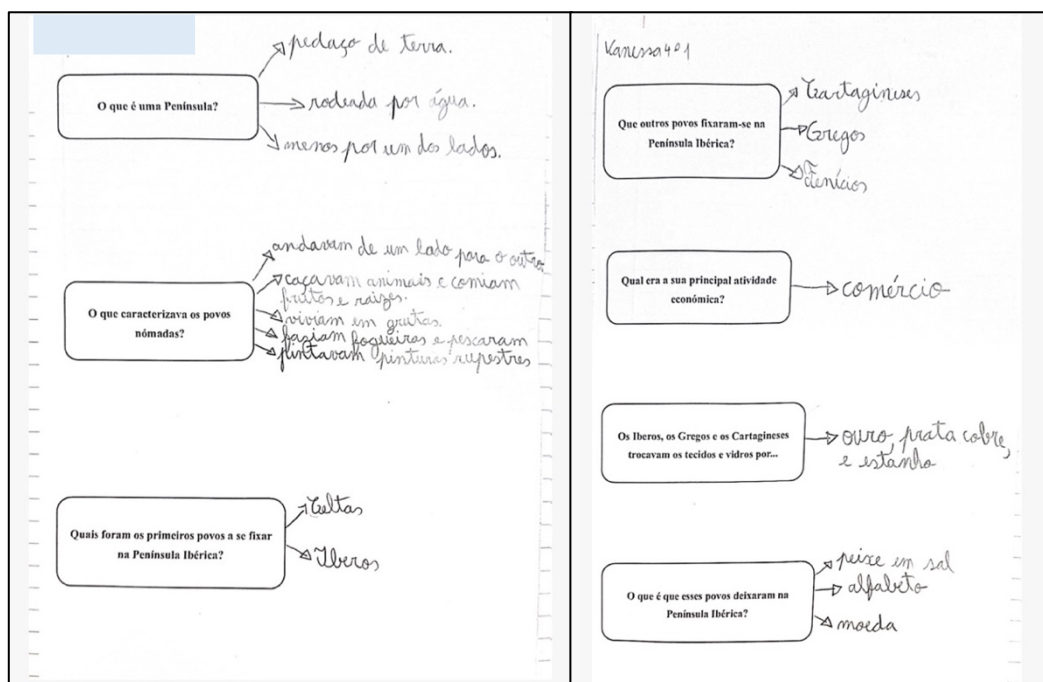 O que é uma Península?
pedaço de terra.
rodeada por água.
menos por um dos lados.
O que caracterizava os povos
nómadas?
andavam de um lado para o outro
caçavam animais e comiam
frutos e raizes.
viviam em grutas.
faziam fogueiras e pescaram
pintavam pinturas rupestres
Quais foram os primeiros povos a se fixar
na Península Ibérica?
Celtas
Iberos
Vanessa 4º1
Que outros povos fixaram-se na
Península Ibérica?
Cartagineses
Gregos
Fenícios
Qual era a sua principal atividade
económica?
comércio
Os Iberos, os Gregos e os Cartagineses
trocavam os tecidos e vidros por...
ouro, prata cobre,
e estanho
O que é que esses povos deixaram na
Península Ibérica?
peixe em sal
alfabeto
moeda